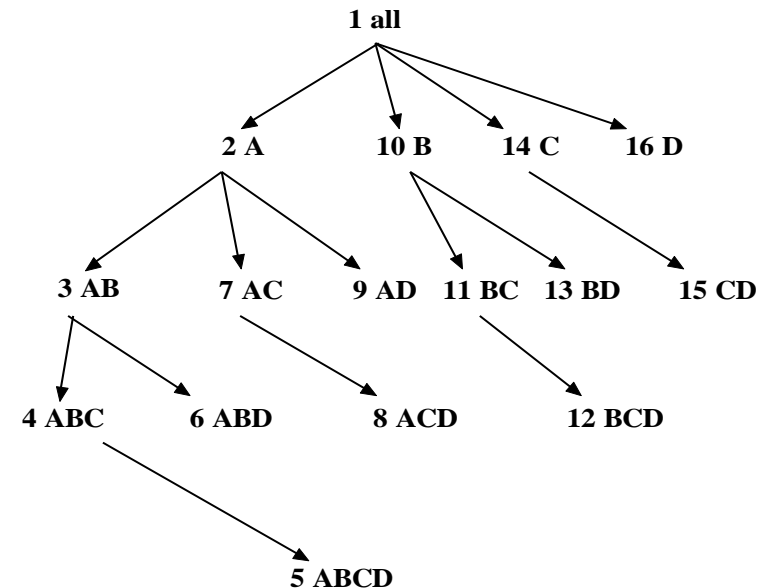 1 all
2 A
10 B
14 C
16 D
3 AB
7 AC
9 AD
11 BC
13 BD
15 CD
4 ABC
6 ABD
8 ACD
12 BCD
5 ABCD